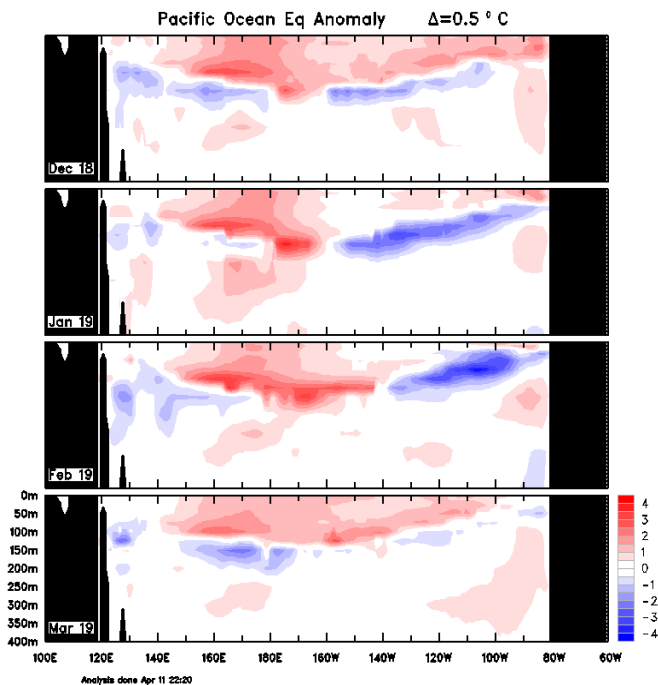 Pacific Ocean Eq Anomaly Δ=0.5 ° C
Dec 18
Jan 19
Feb 19
0m
50m
100m
150m
200m
250m
300m
350m
400m
Mar 19
4
3
2
1
0
-1
-2
-3
-4
100E 120E 140E 160E 180E 160W 140W 120W 100W 80W 60W
Analysis done Apr 11 22:20